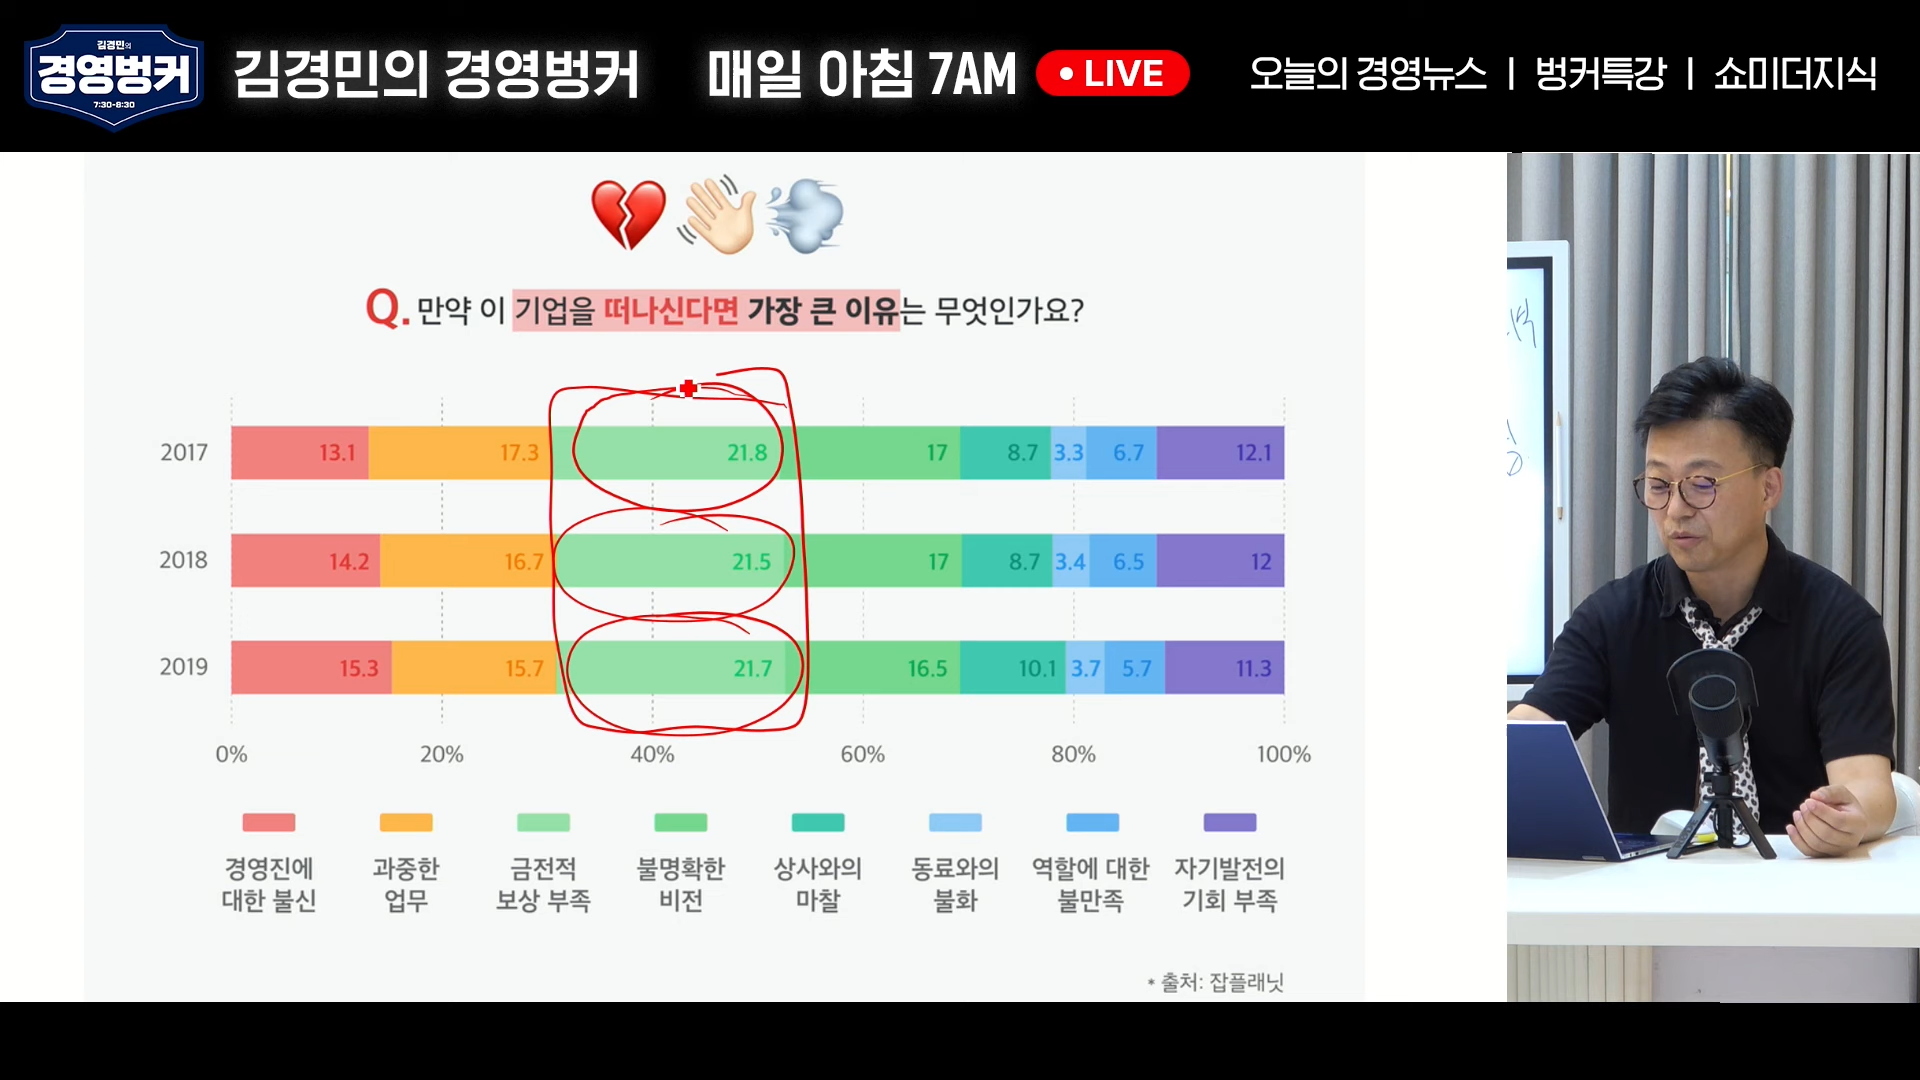 김경민의
경영벙커
7:30-8:30
김경민의 경영벙커 매일 아침 7AM • LIVE 오늘의 경영뉴스 | 벙커특강 | 쇼미더지식
Q. 만약 이 기업을 떠나신다면 가장 큰 이유는 무엇인가요?
2017 13.1 17.3 21.8 17 8.7 3.3 6.7 12.1
2018 14.2 16.7 21.5 17 8.7 3.4 6.5 12
2019 15.3 15.7 21.7 16.5 10.1 3.7 5.7 11.3
0% 20% 40% 60% 80% 100%
경영진에 과중한 금전적 불명확한 상사와의 동료와의 역할에 대한 자기발전의
대한 불신 업무 보상 부족 비전 마찰 불화 불만족 기회 부족
* 출처: 잡플래닛